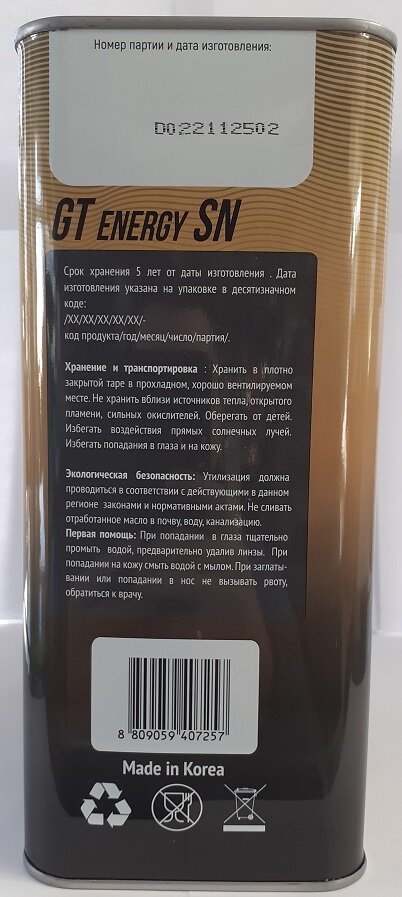 Номер партии и дата изготовления:
DO22112502
GT ENERGY SN
Срок хранения 5 лет от даты изготовления . Дата
изготовления указана на упаковке в десятизначном
коде:
/XX/XX/XX/XX/XX/-
код продукта/год/месяц/число/партия/.
Хранение и транспортировка : Хранить в плотно
закрытой таре в прохладном, хорошо вентилируемом
месте. Не хранить вблизи источников тепла, открытого
пламени, сильных окислителей. Оберегать от детей.
Избегать воздействия прямых солнечных лучей.
Избегать попадания в глаза и на кожу.
Экологическая безопасность: Утилизация должна
проводиться в соответствии с действующими в данном
регионе законами и нормативными актами. Не сливать
отработанное масло в почву, воду, канализацию.
Первая помощь: При попадании в глаза тщательно
промыть водой, предварительно удалив линзы. При
попадании на кожу смыть водой с мылом. При заглаты-
вании или попадании в нос не вызывать рвоту,
обратиться к врачу.
8 809059 407257
Made in Korea